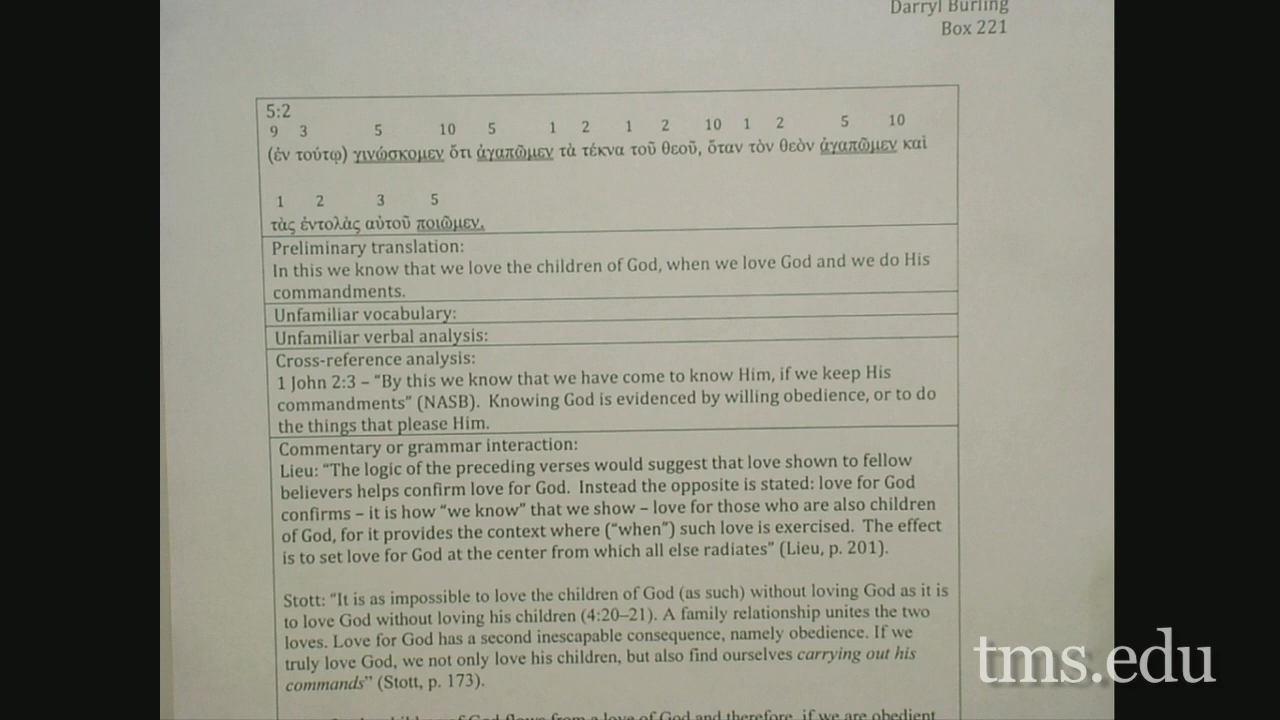 Darryl Burling
Box 221
5:2
9 3 5 10 5 1 2 1 2 10 1 2 5 10
(ἐν τούτῳ) γινώσκομεν ὅτι ἀγαπῶμεν τὰ τέκνα τοῦ θεοῦ, ὅταν τὸν θεὸν ἀγαπῶμεν καὶ
1 2 3 5
τὰς ἐντολὰς αὐτοῦ ποιῶμεν.
Preliminary translation:
In this we know that we love the children of God, when we love God and we do His
commandments.
Unfamiliar vocabulary:
Unfamiliar verbal analysis:
Cross-reference analysis:
1 John 2:3 – “By this we know that we have come to know Him, if we keep His
commandments” (NASB).  Knowing God is evidenced by willing obedience, or to do
the things that please Him.
Commentary or grammar interaction:
Lieu: “The logic of the preceding verses would suggest that love shown to fellow
believers helps confirm love for God.  Instead the opposite is stated: love for God
confirms – it is how “we know” that we show – love for those who are also children
of God, for it provides the context where (“when”) such love is exercised.  The effect
is to set love for God at the center from which all else radiates” (Lieu, p. 201).
Stott: “It is as impossible to love the children of God (as such) without loving God as it is
to love God without loving his children (4:20–21). A family relationship unites the two
loves. Love for God has a second inescapable consequence, namely obedience. If we
truly love God, we not only love his children, but also find ourselves carrying out his
commands” (Stott, p. 173).
of God flows from a love of God and therefore, if we are obedient
tms.edu